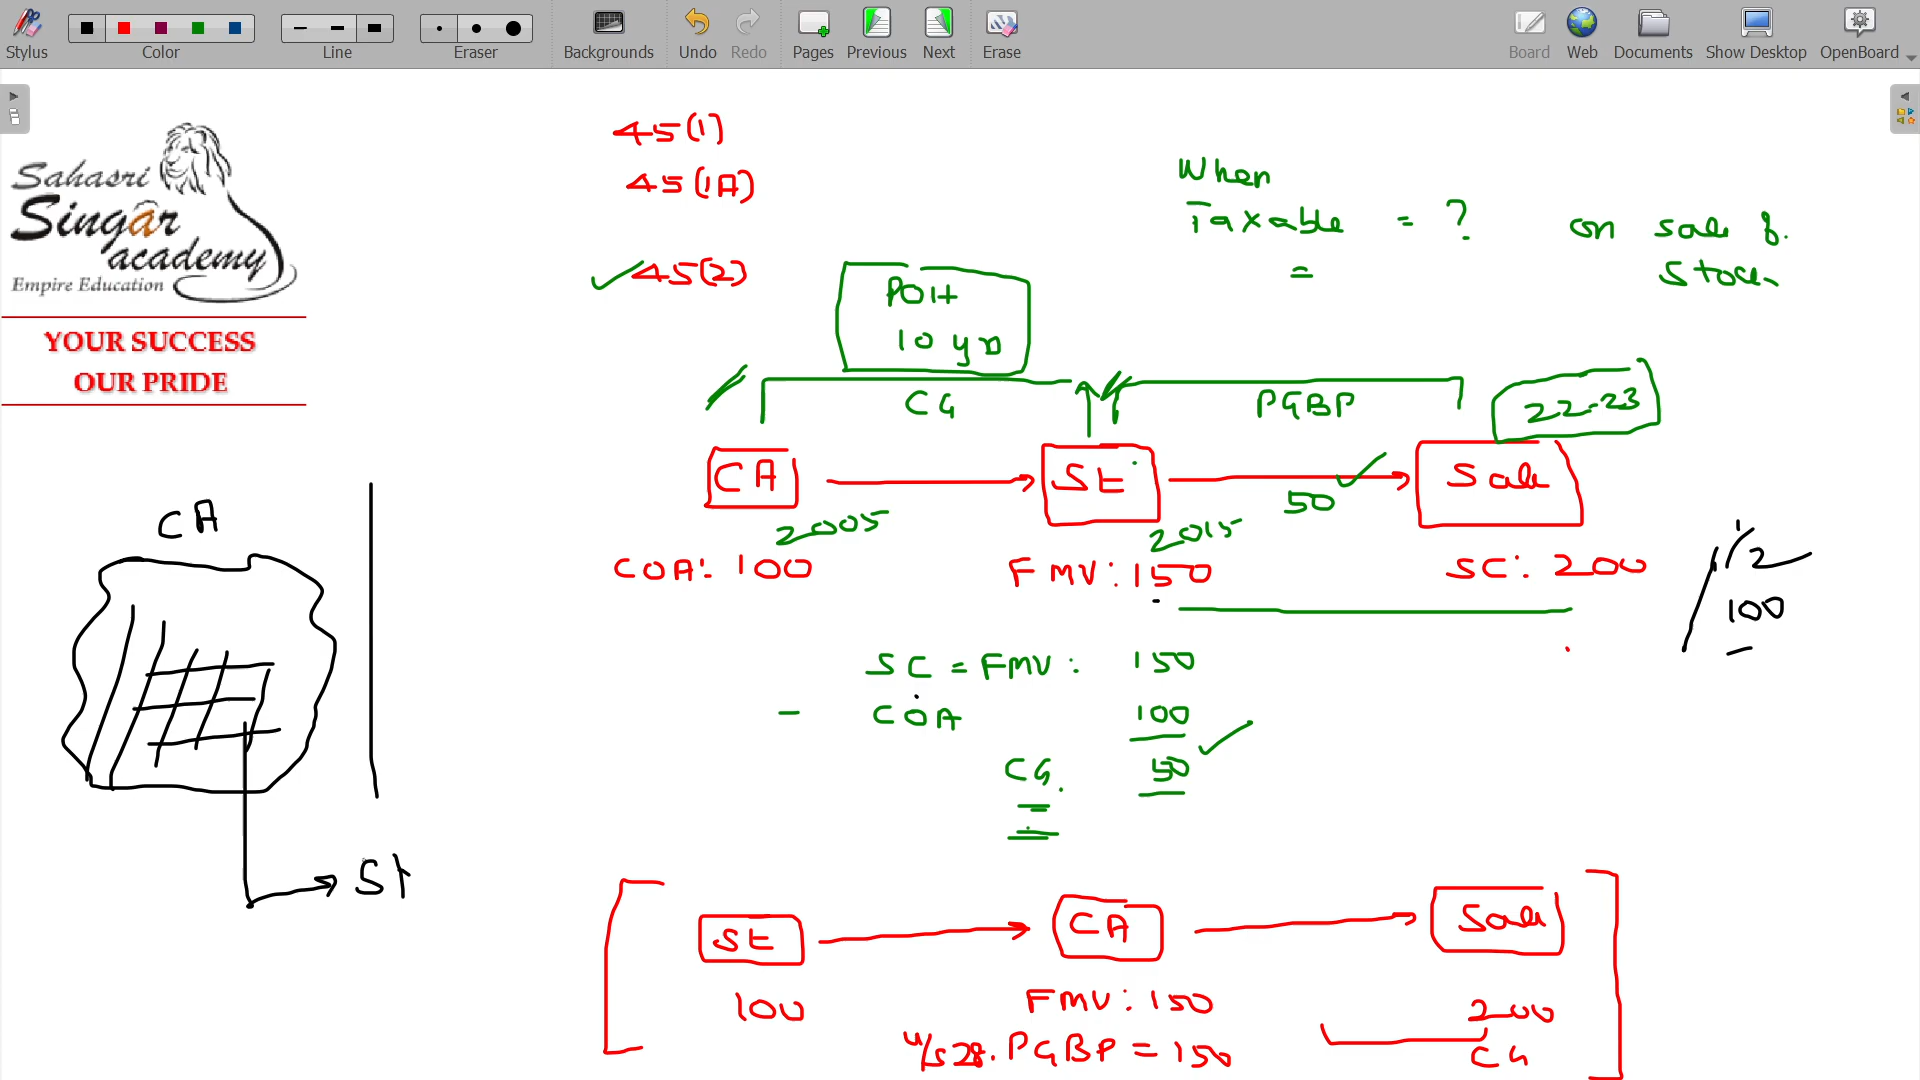 Stylus
Color
Line
Eraser
Backgrounds
Undo
Redo
Pages
Previous
Next
Erase
Board
Web
Documents
Show Desktop
OpenBoard
Sahasri
Singar
academy
Empire Education
YOUR SUCCESS
OUR PRIDE
45(1)
45(1A)
45(2)
When
Taxable = ?
=
on sale of
Stock
POH
10 yrs
CG
PGBP
22-23
CA
St
50
Sale
2005
2015
COA: 100
FMV: 150
SC: 200
1/2
100
SC = FMV: 150
- COA 100
CG 50
CA
St
St
CA
Sale
100
FMV: 150
200
u/s 28. PGBP = 150
CG